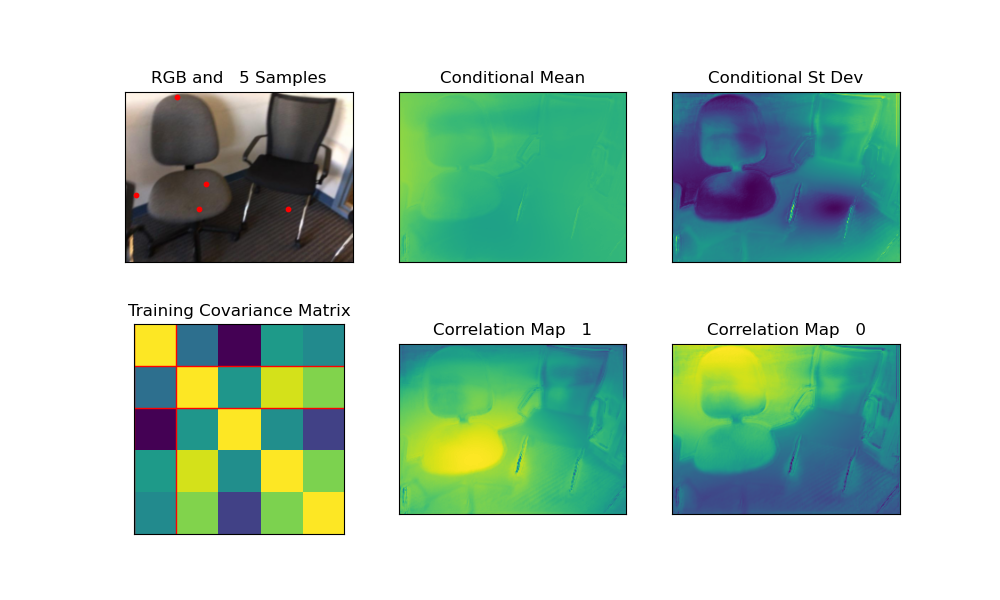 RGB and   5 Samples
Conditional Mean
Conditional St Dev
Training Covariance Matrix
Correlation Map   1
Correlation Map   0